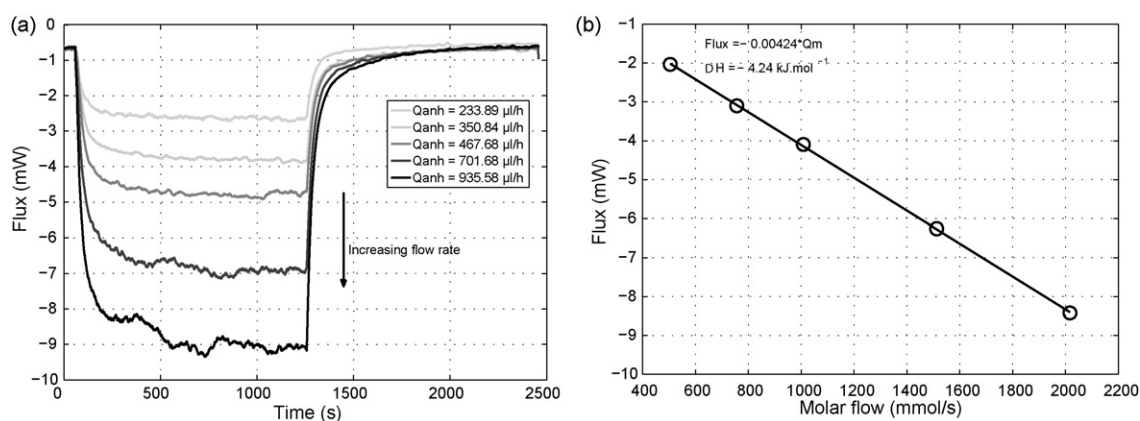 (a)
0
−1
−2
−3
−4
−5
−6
−7
−8
−9
−10
Flux (mW)
0
500
1000
1500
2000
2500
Time (s)
Qanh = 233.89 µl/h
Qanh = 350.84 µl/h
Qanh = 467.68 µl/h
Qanh = 701.68 µl/h
Qanh = 935.58 µl/h
Increasing flow rate
(b)
−1
−2
−3
−4
−5
−6
−7
−8
−9
−10
Flux (mW)
400
600
800
1000
1200
1400
1600
1800
2000
2200
Molar flow (mmol/s)
Flux =− 0.00424*Qm
DH =− 4.24 kJ.mol⁻¹